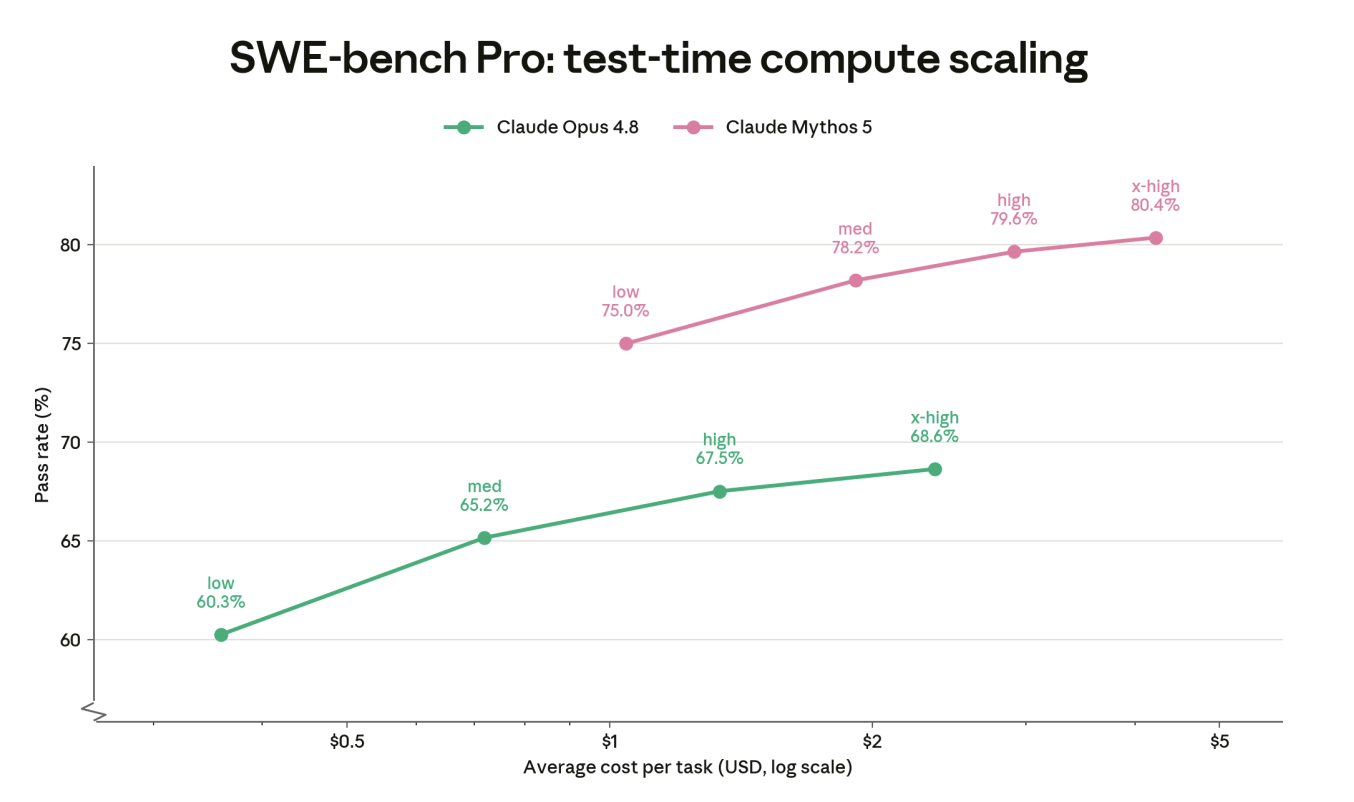 SWE-bench Pro: test-time compute scaling
Claude Opus 4.8
Claude Mythos 5
x-high
80.4%
high
79.6%
med
78.2%
low
75.0%
x-high
68.6%
high
67.5%
med
65.2%
low
60.3%
80
75
70
65
60
Pass rate (%)
$0.5
$1
$2
$5
Average cost per task (USD, log scale)